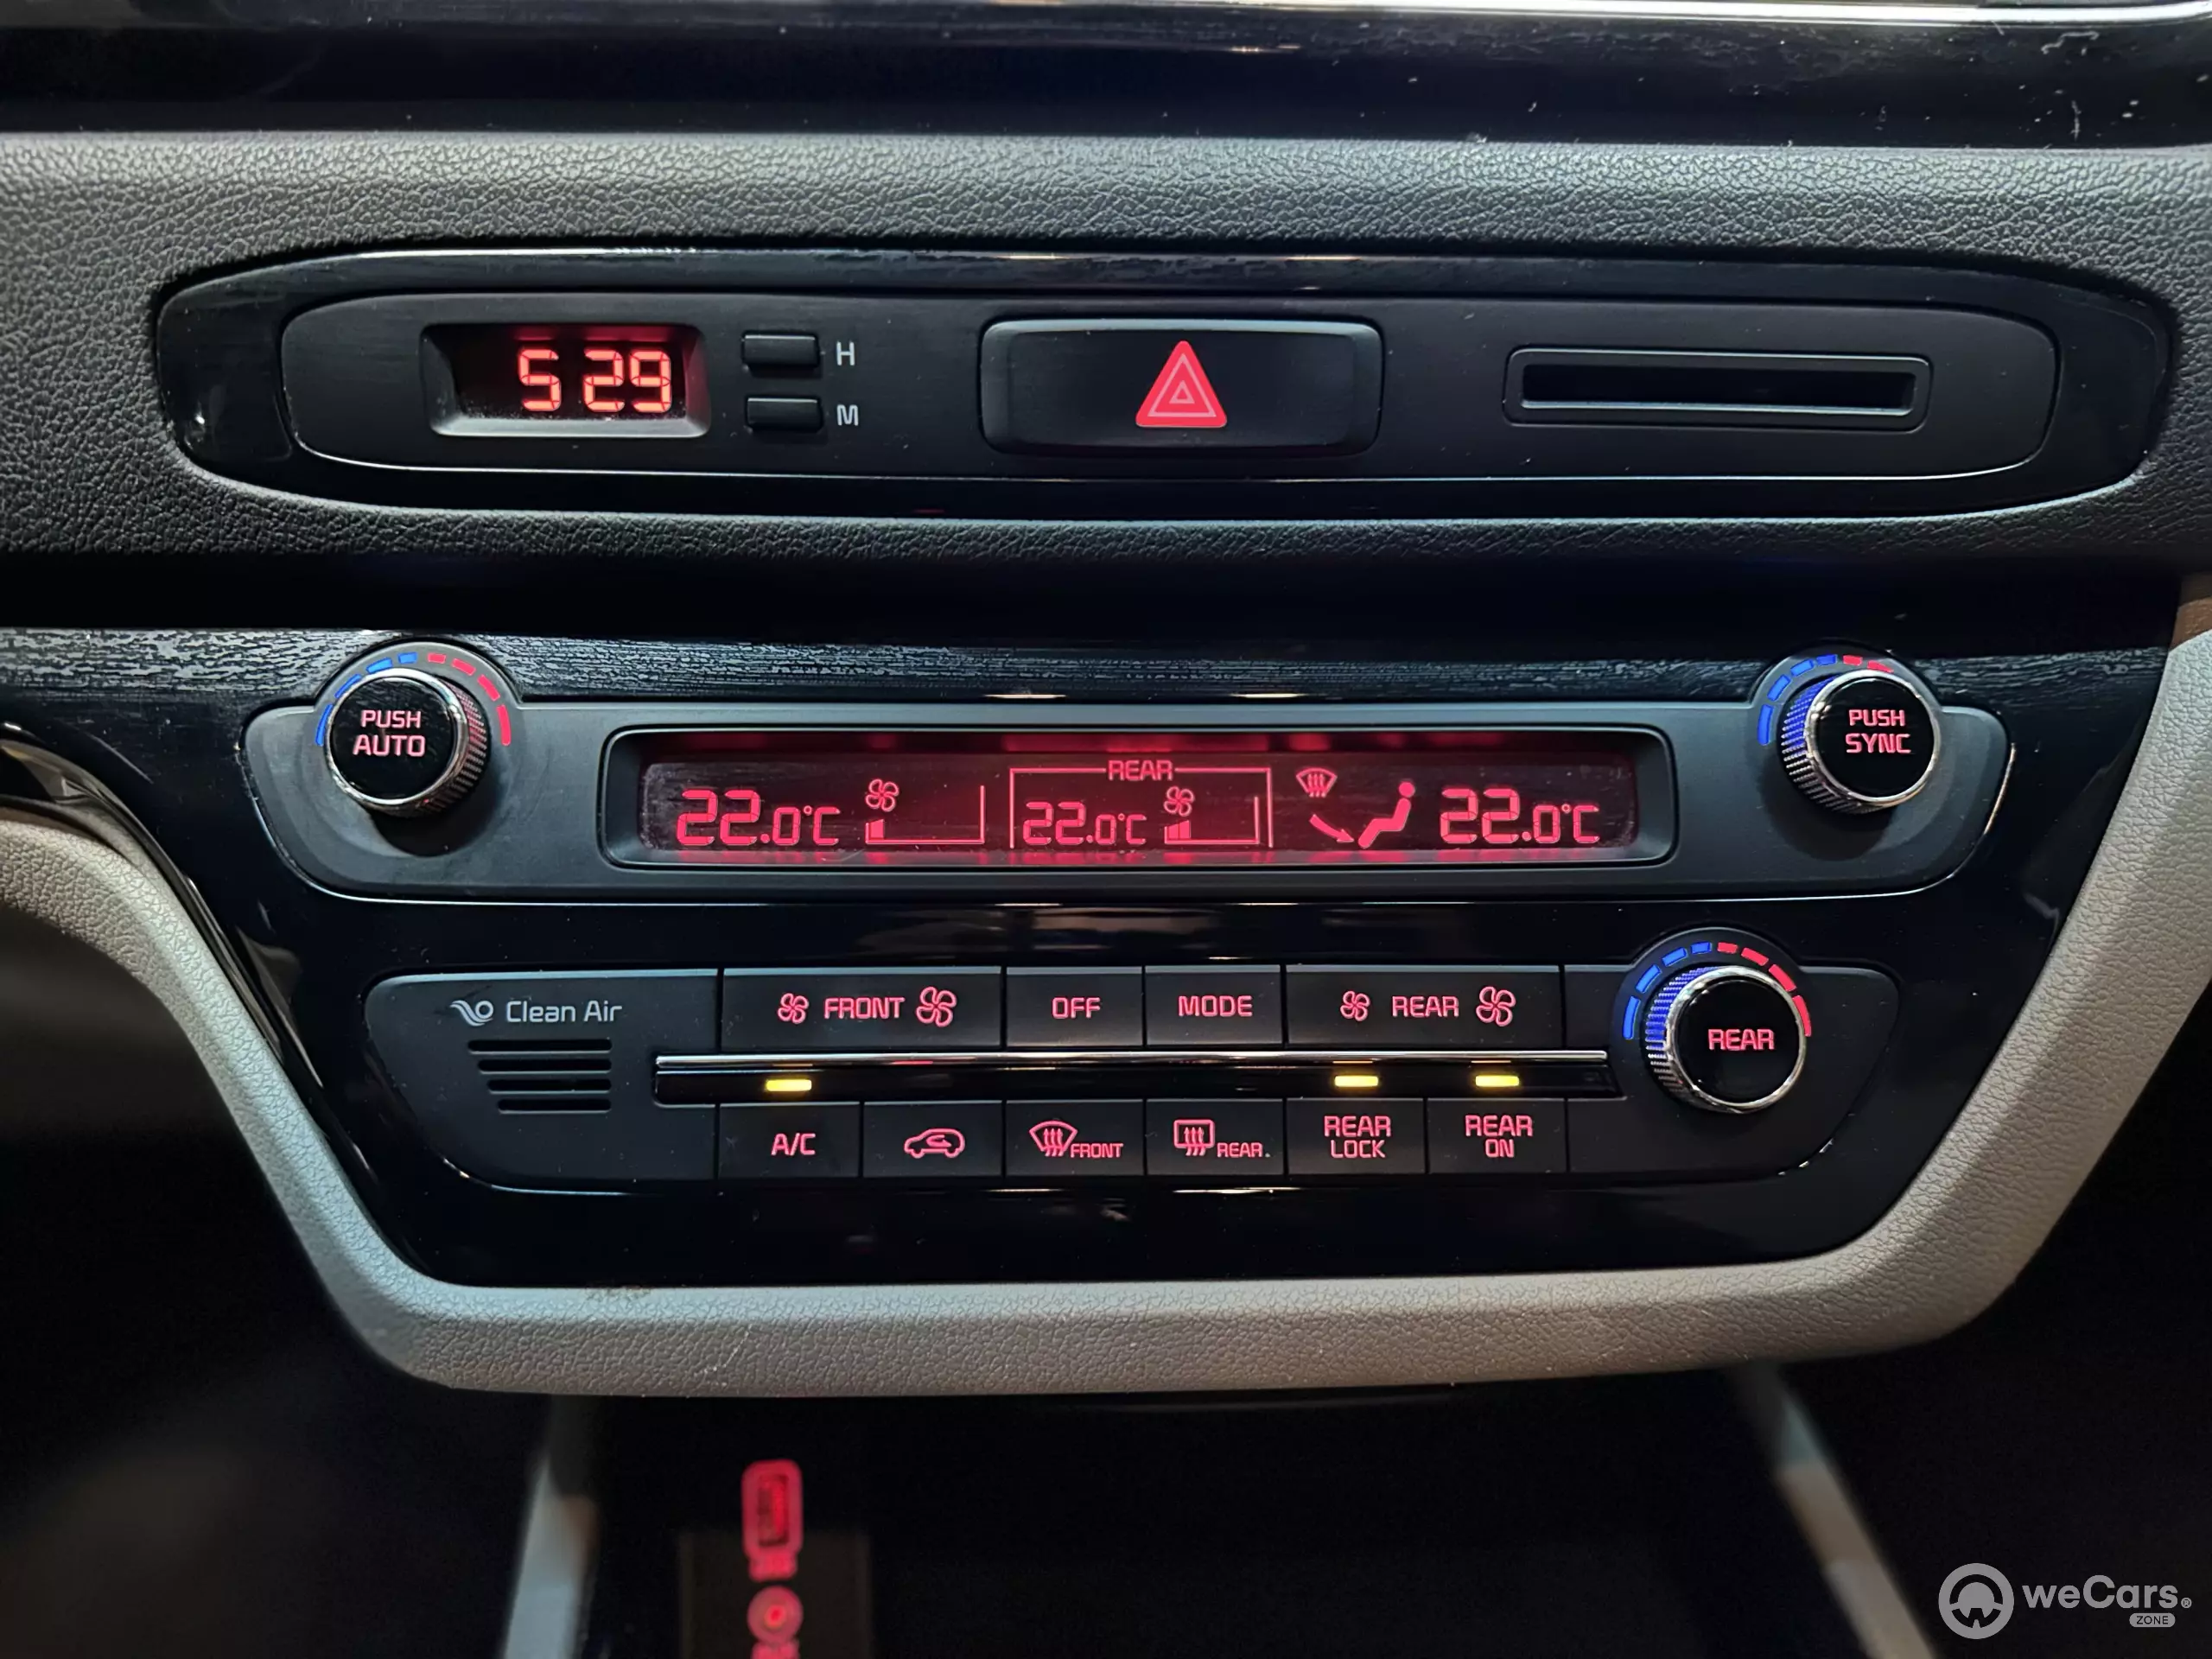 5 29
H
M
PUSH
AUTO
REAR
22.0°C
22.0°C
22.0°C
PUSH
SYNC
Clean Air
FRONT
OFF
MODE
REAR
REAR
A/C
FRONT
REAR
REAR
LOCK
REAR
ON
weCars®
ZONE